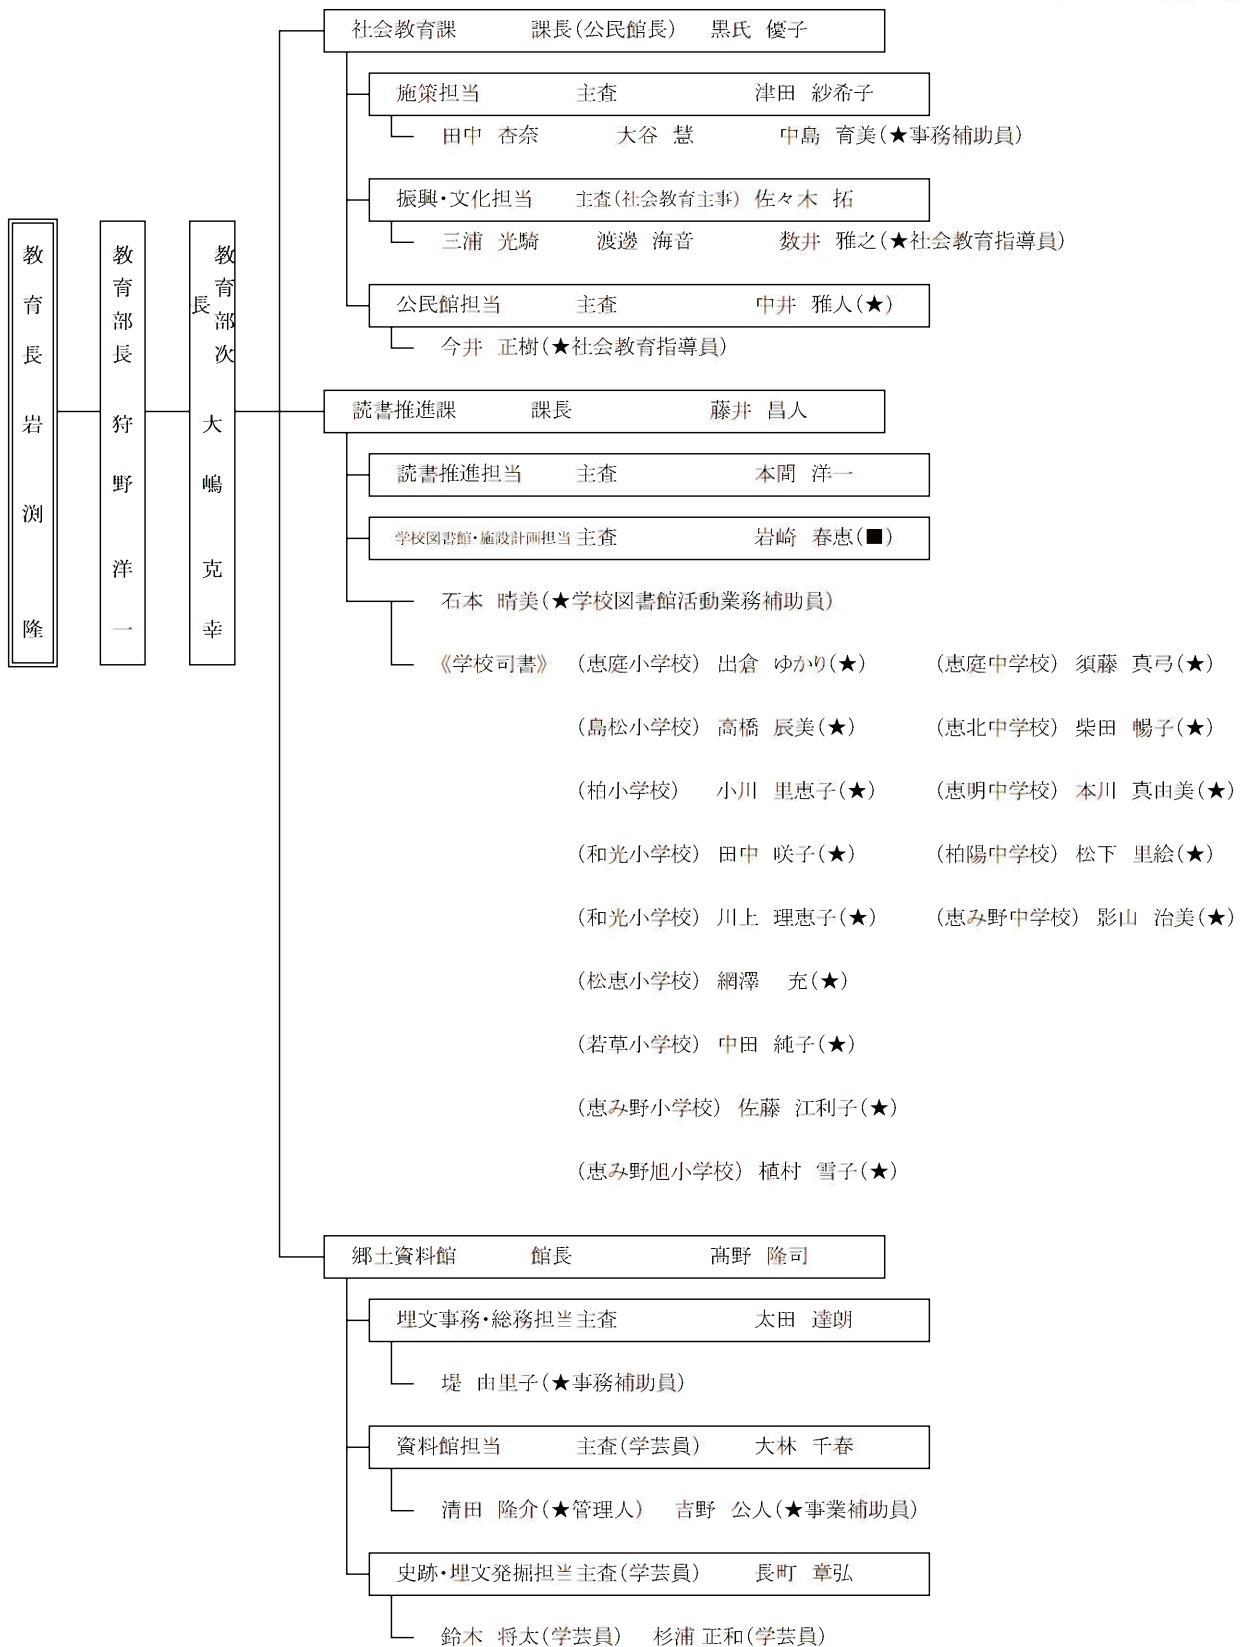 教育長 岩渕 隆
教育部長 狩野 洋一
教育部次長 大嶋 克幸
社会教育課 課長(公民館長) 黒氏 優子
施策担当 主査 津田 紗希子
田中 杏奈 大谷 慧 中島 育美(★事務補助員)
振興・文化担当 主査(社会教育主事) 佐々木 拓
三浦 光騎 渡邊 海音 数井 雅之(★社会教育指導員)
公民館担当 主査 中井 雅人(★)
今井 正樹(★社会教育指導員)
読書推進課 課長 藤井 昌人
読書推進担当 主査 本間 洋一
学校図書館・施設計画担当 主査 岩崎 春恵(■)
石本 晴美(★学校図書館活動業務補助員)
《学校司書》 (恵庭小学校) 出倉 ゆかり(★) (恵庭中学校) 須藤 真弓(★)
(島松小学校) 高橋 辰美(★) (恵北中学校) 柴田 暢子(★)
(柏小学校) 小川 里恵子(★) (恵明中学校) 本川 真由美(★)
(和光小学校) 田中 咲子(★) (柏陽中学校) 松下 里絵(★)
(和光小学校) 川上 理恵子(★) (恵み野中学校) 影山 治美(★)
(松恵小学校) 網澤 充(★)
(若草小学校) 中田 純子(★)
(恵み野小学校) 佐藤 江利子(★)
(恵み野旭小学校) 植村 雪子(★)
郷土資料館 館長 髙野 隆司
埋文事務・総務担当 主査 太田 達朗
堤 由里子(★事務補助員)
資料館担当 主査(学芸員) 大林 千春
清田 隆介(★管理人) 吉野 公人(★事業補助員)
史跡・埋文発掘担当 主査(学芸員) 長町 章弘
鈴木 将太(学芸員) 杉浦 正和(学芸員)